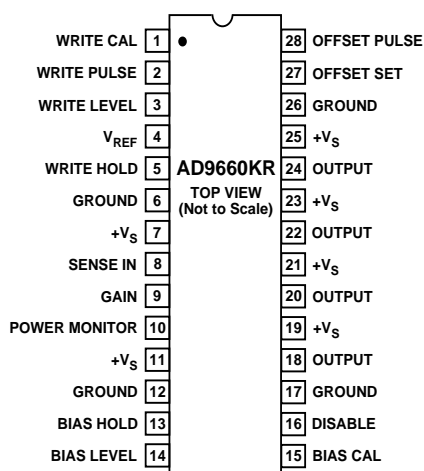 WRITE CAL 1 28 OFFSET PULSE
WRITE PULSE 2 27 OFFSET SET
WRITE LEVEL 3 26 GROUND
VREF 4 25 +VS
WRITE HOLD 5 AD9660KR 24 OUTPUT
GROUND 6 TOP VIEW 23 +VS
(Not to Scale)
+VS 7 22 OUTPUT
SENSE IN 8 21 +VS
GAIN 9 20 OUTPUT
POWER MONITOR 10 19 +VS
+VS 11 18 OUTPUT
GROUND 12 17 GROUND
BIAS HOLD 13 16 DISABLE
BIAS LEVEL 14 15 BIAS CAL